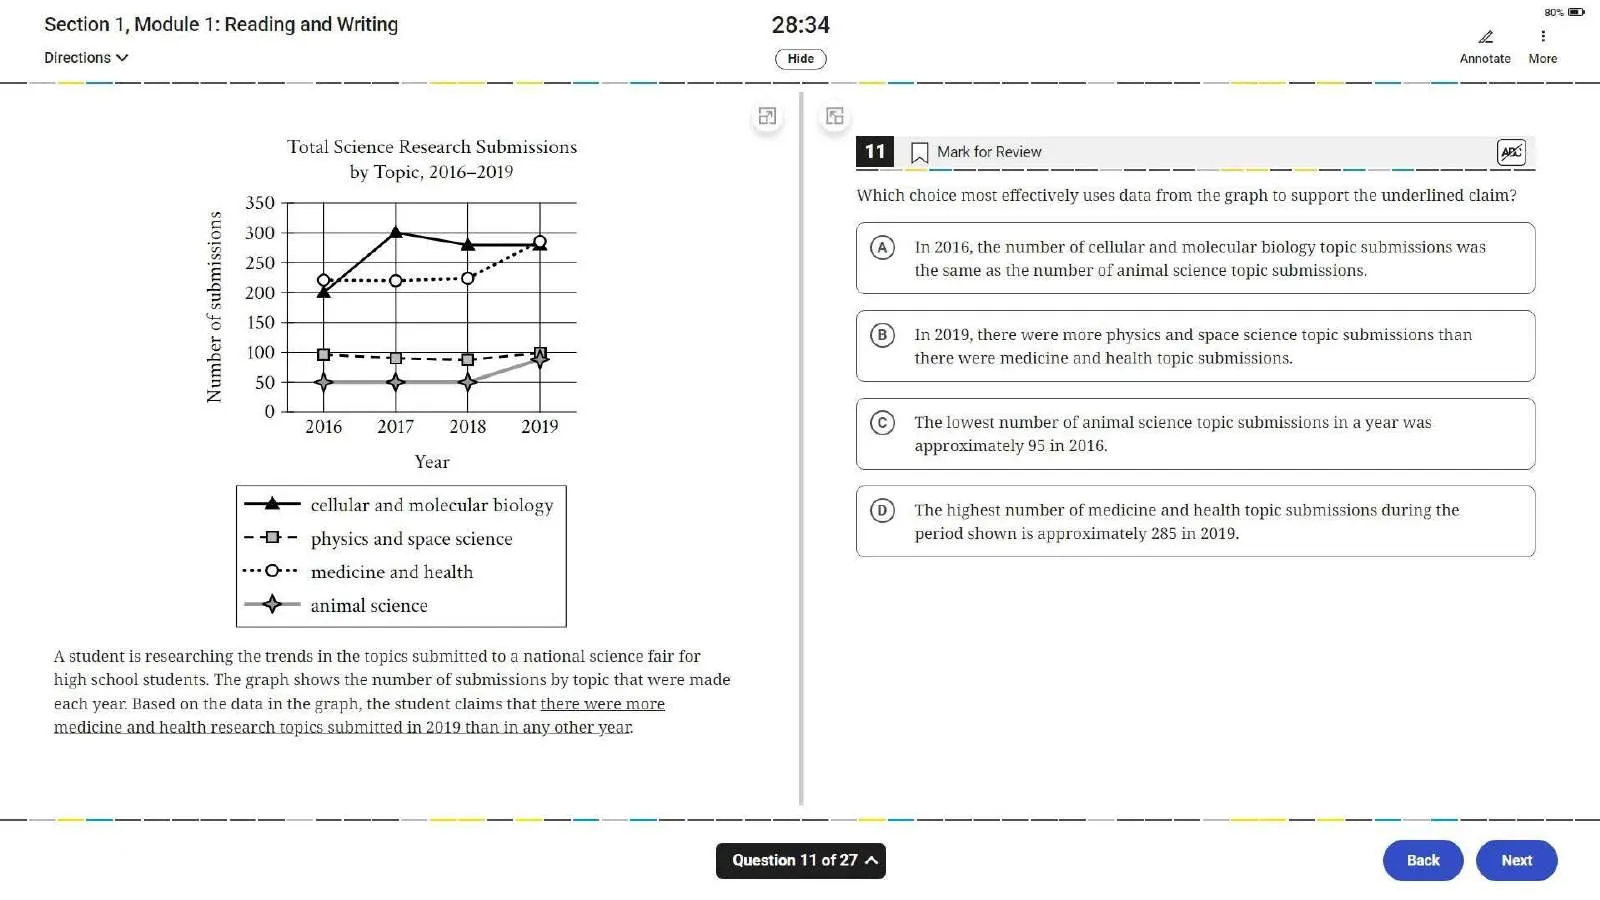 Section 1, Module 1: Reading and Writing
28:34
80%
Directions
Hide
Annotate
More
Total Science Research Submissions
by Topic, 2016–2019
Number of submissions
350
300
250
200
150
100
50
0
2016 2017 2018 2019
Year
cellular and molecular biology
physics and space science
medicine and health
animal science
A student is researching the trends in the topics submitted to a national science fair for
high school students. The graph shows the number of submissions by topic that were made
each year. Based on the data in the graph, the student claims that there were more
medicine and health research topics submitted in 2019 than in any other year.
11 Mark for Review
ABC
Which choice most effectively uses data from the graph to support the underlined claim?
A In 2016, the number of cellular and molecular biology topic submissions was
the same as the number of animal science topic submissions.
B In 2019, there were more physics and space science topic submissions than
there were medicine and health topic submissions.
C The lowest number of animal science topic submissions in a year was
approximately 95 in 2016.
D The highest number of medicine and health topic submissions during the
period shown is approximately 285 in 2019.
Question 11 of 27
Back
Next